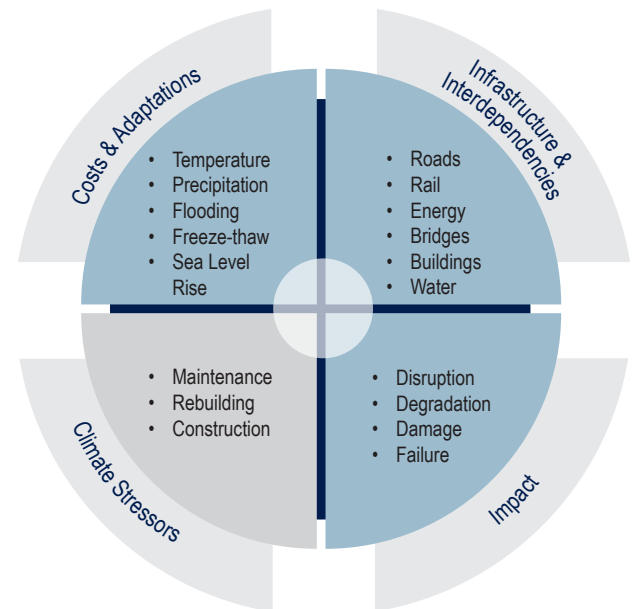 Costs & Adaptations
• Temperature
• Precipitation
• Flooding
• Freeze-thaw
• Sea Level
Rise
Infrastructure &
Interdependencies
• Roads
• Rail
• Energy
• Bridges
• Buildings
• Water
Climate Stressors
• Maintenance
• Rebuilding
• Construction
Impact
• Disruption
• Degradation
• Damage
• Failure